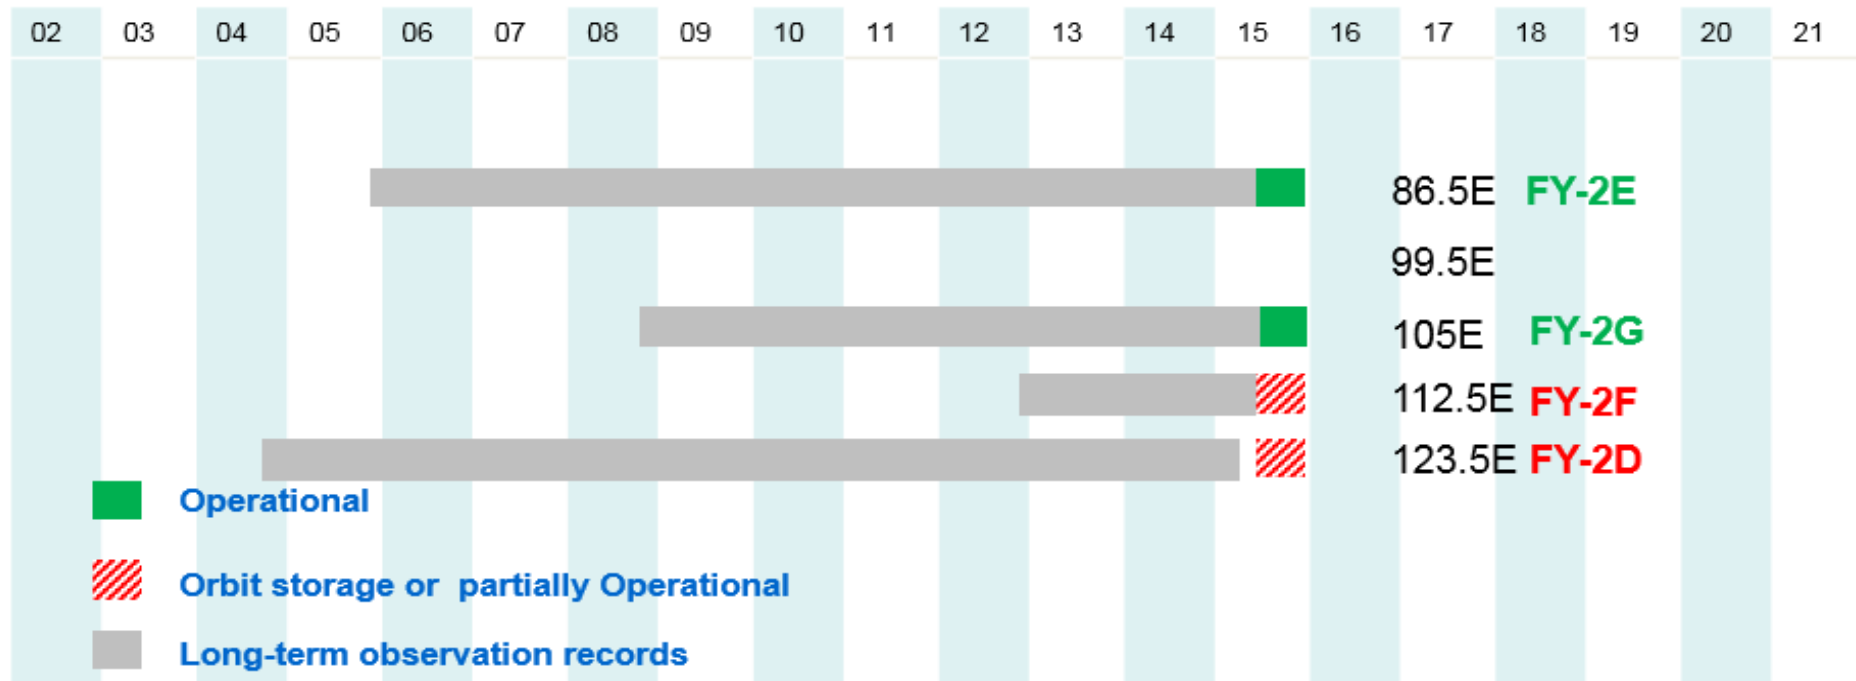 02 03 04 05 06 07 08 09 10 11 12 13 14 15 16 17 18 19 20 21
86.5E FY-2E
99.5E
105E FY-2G
112.5E FY-2F
123.5E FY-2D
Operational
Orbit storage or partially Operational
Long-term observation records